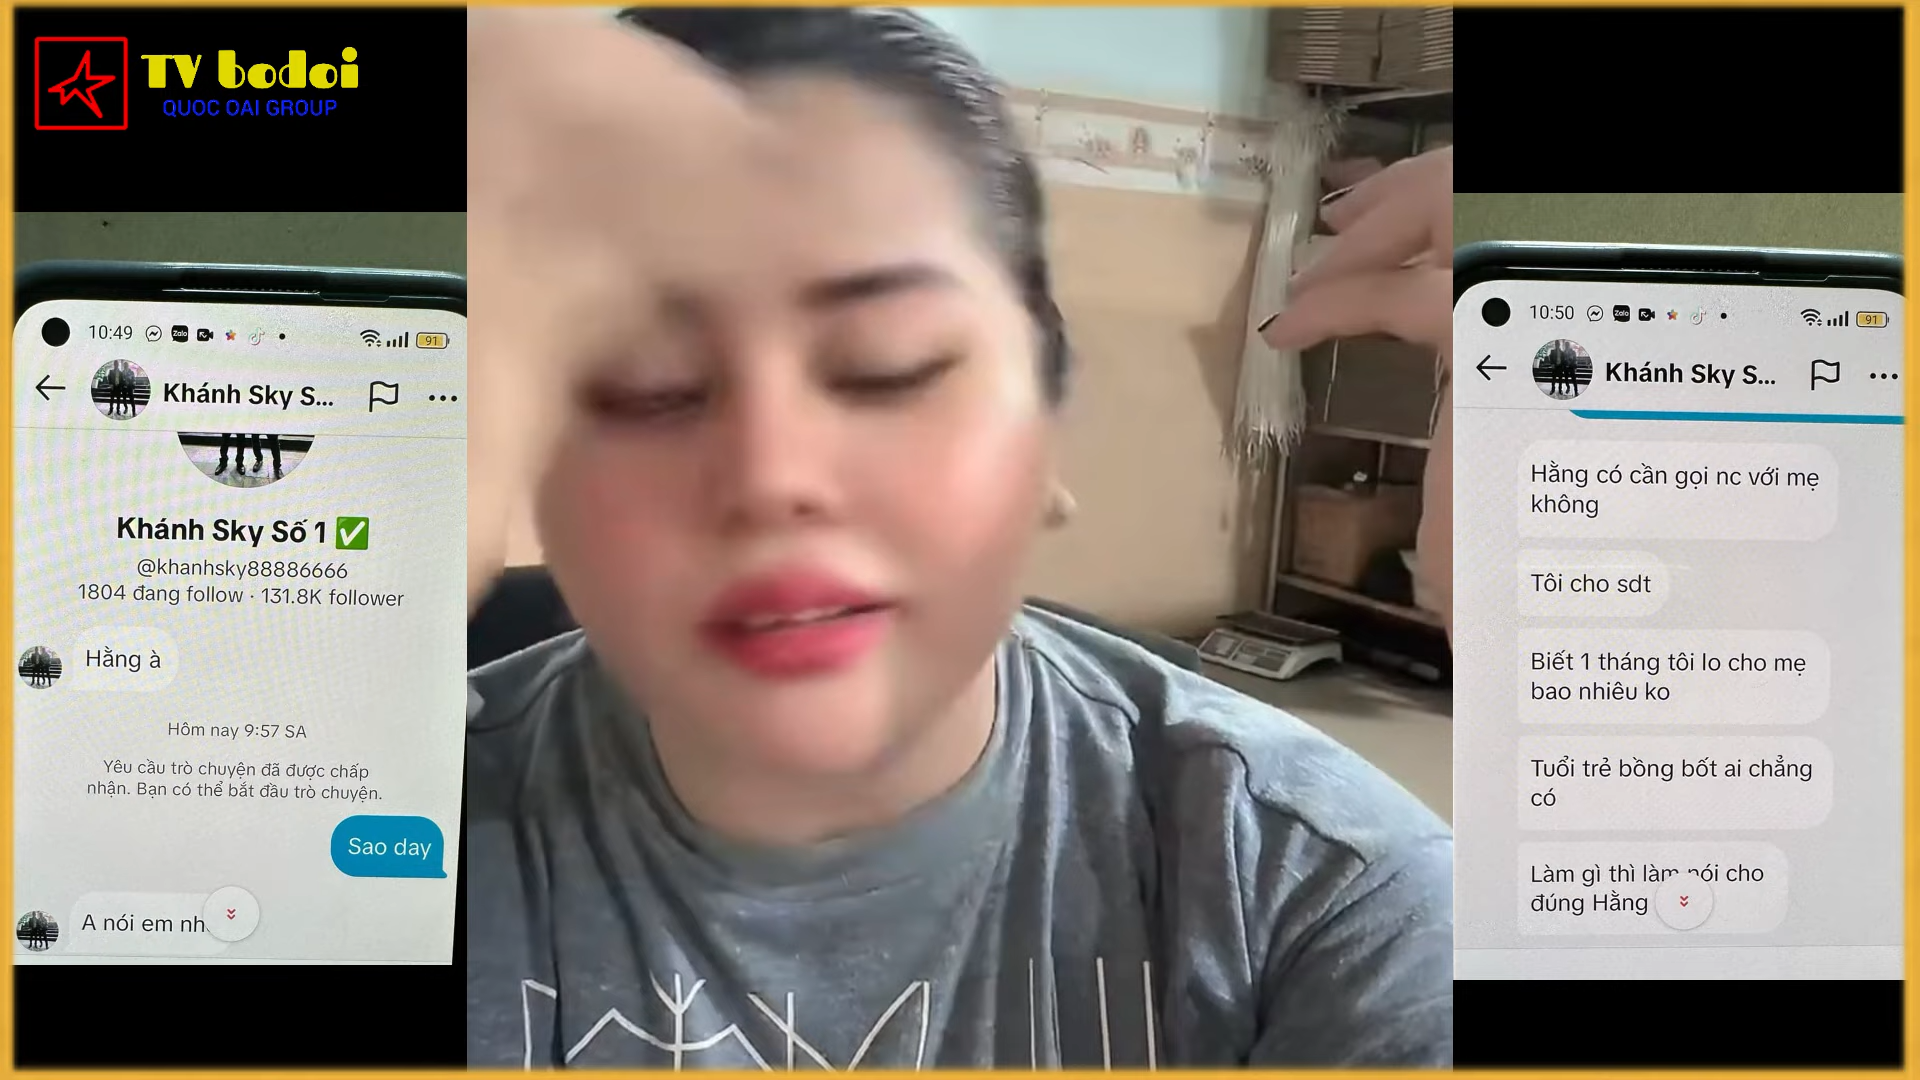 TV bodoi
QUOC OAI GROUP
10:49
Zalo
91
Khánh Sky S...
Khánh Sky Số 1 ✅
@khanhsky88886666
1804 đang follow · 131.8K follower
Hằng à
Hôm nay 9:57 SA
Yêu cầu trò chuyện đã được chấp
nhận. Bạn có thể bắt đầu trò chuyện.
Sao day
A nói em nh
10:50
Zalo
91
Khánh Sky S...
Hằng có cần gọi nc với mẹ
không
Tôi cho sdt
Biết 1 tháng tôi lo cho mẹ
bao nhiêu ko
Tuổi trẻ bồng bốt ai chẳng
có
Làm gì thì làm nói cho
đúng Hằng